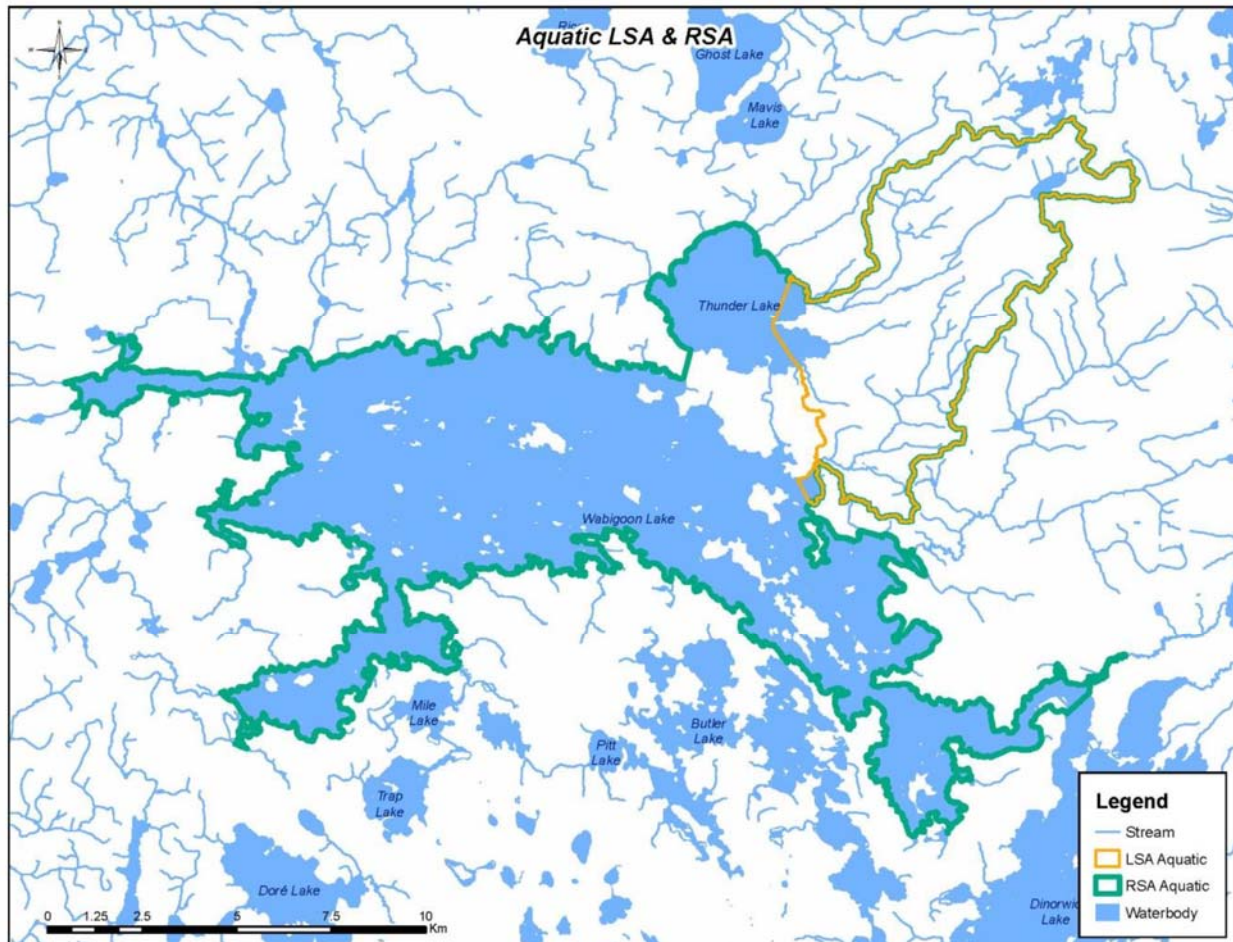 Aquatic LSA & RSA
Ghost Lake
Mavis
Lake
Thunder Lake
Wabigoon Lake
Mile
Lake
Butler
Lake
Pitt
Lake
Trap
Lake
Doré Lake
Lake
Legend
Stream
LSA Aquatic
RSA Aquatic
Waterbody
0 1.25 2.5 5 7.5 10
Km